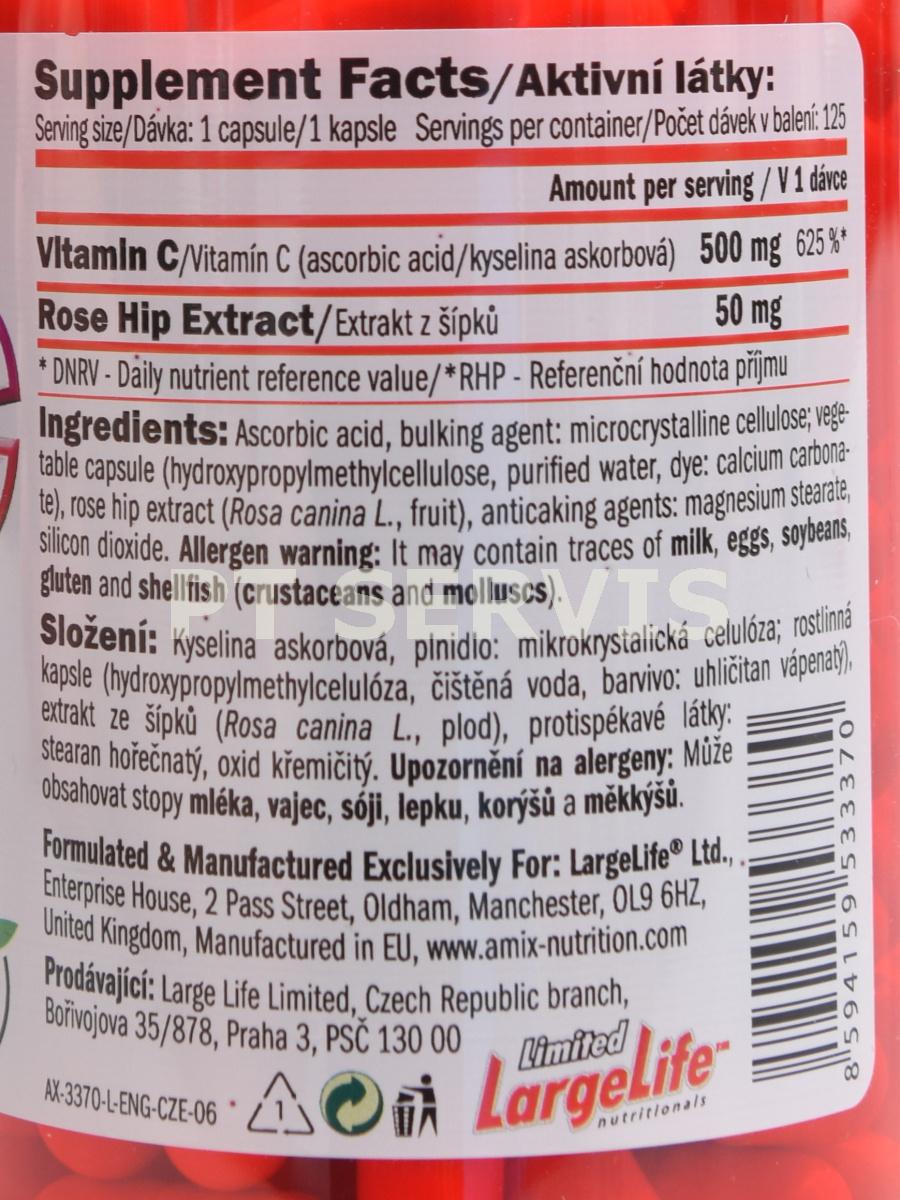 Supplement Facts/Aktivní látky:
Serving size/Dávka: 1 capsule/1 kapsle Servings per container/Počet dávek v balení: 125
Amount per serving / V 1 dávce
Vitamin C/Vitamín C (ascorbic acid/kyselina askorbová) 500 mg 625 %*
Rose Hip Extract/Extrakt z šípků 50 mg
* DNRV - Daily nutrient reference value/*RHP - Referenční hodnota příjmu
Ingredients: Ascorbic acid, bulking agent: microcrystalline cellulose; vege-
table capsule (hydroxypropylmethylcellulose, purified water, dye: calcium carbona-
te), rose hip extract (Rosa canina L., fruit), anticaking agents: magnesium stearate,
silicon dioxide. Allergen warning: It may contain traces of milk, eggs, soybeans,
gluten and shellfish (crustaceans and molluscs).
PT SERVIS
Složení: Kyselina askorbová, plnidlo: mikrokrystalická celulóza; rostlinná
kapsle (hydroxypropylmethylcelulóza, čištěná voda, barvivo: uhličitan vápenatý),
extrakt ze šípků (Rosa canina L., plod), protispékavé látky:
stearan hořečnatý, oxid křemičitý. Upozornění na alergeny: Může
obsahovat stopy mléka, vajec, sóji, lepku, korýšů a měkkýšů.
Formulated & Manufactured Exclusively For: LargeLife® Ltd.,
Enterprise House, 2 Pass Street, Oldham, Manchester, OL9 6HZ,
United Kingdom, Manufactured in EU, www.amix-nutrition.com
Prodávající: Large Life Limited, Czech Republic branch,
Bořivojova 35/878, Praha 3, PSČ 130 00
AX-3370-L-ENG-CZE-06
1
Limited
LargeLife™
nutritionals
8594159533370